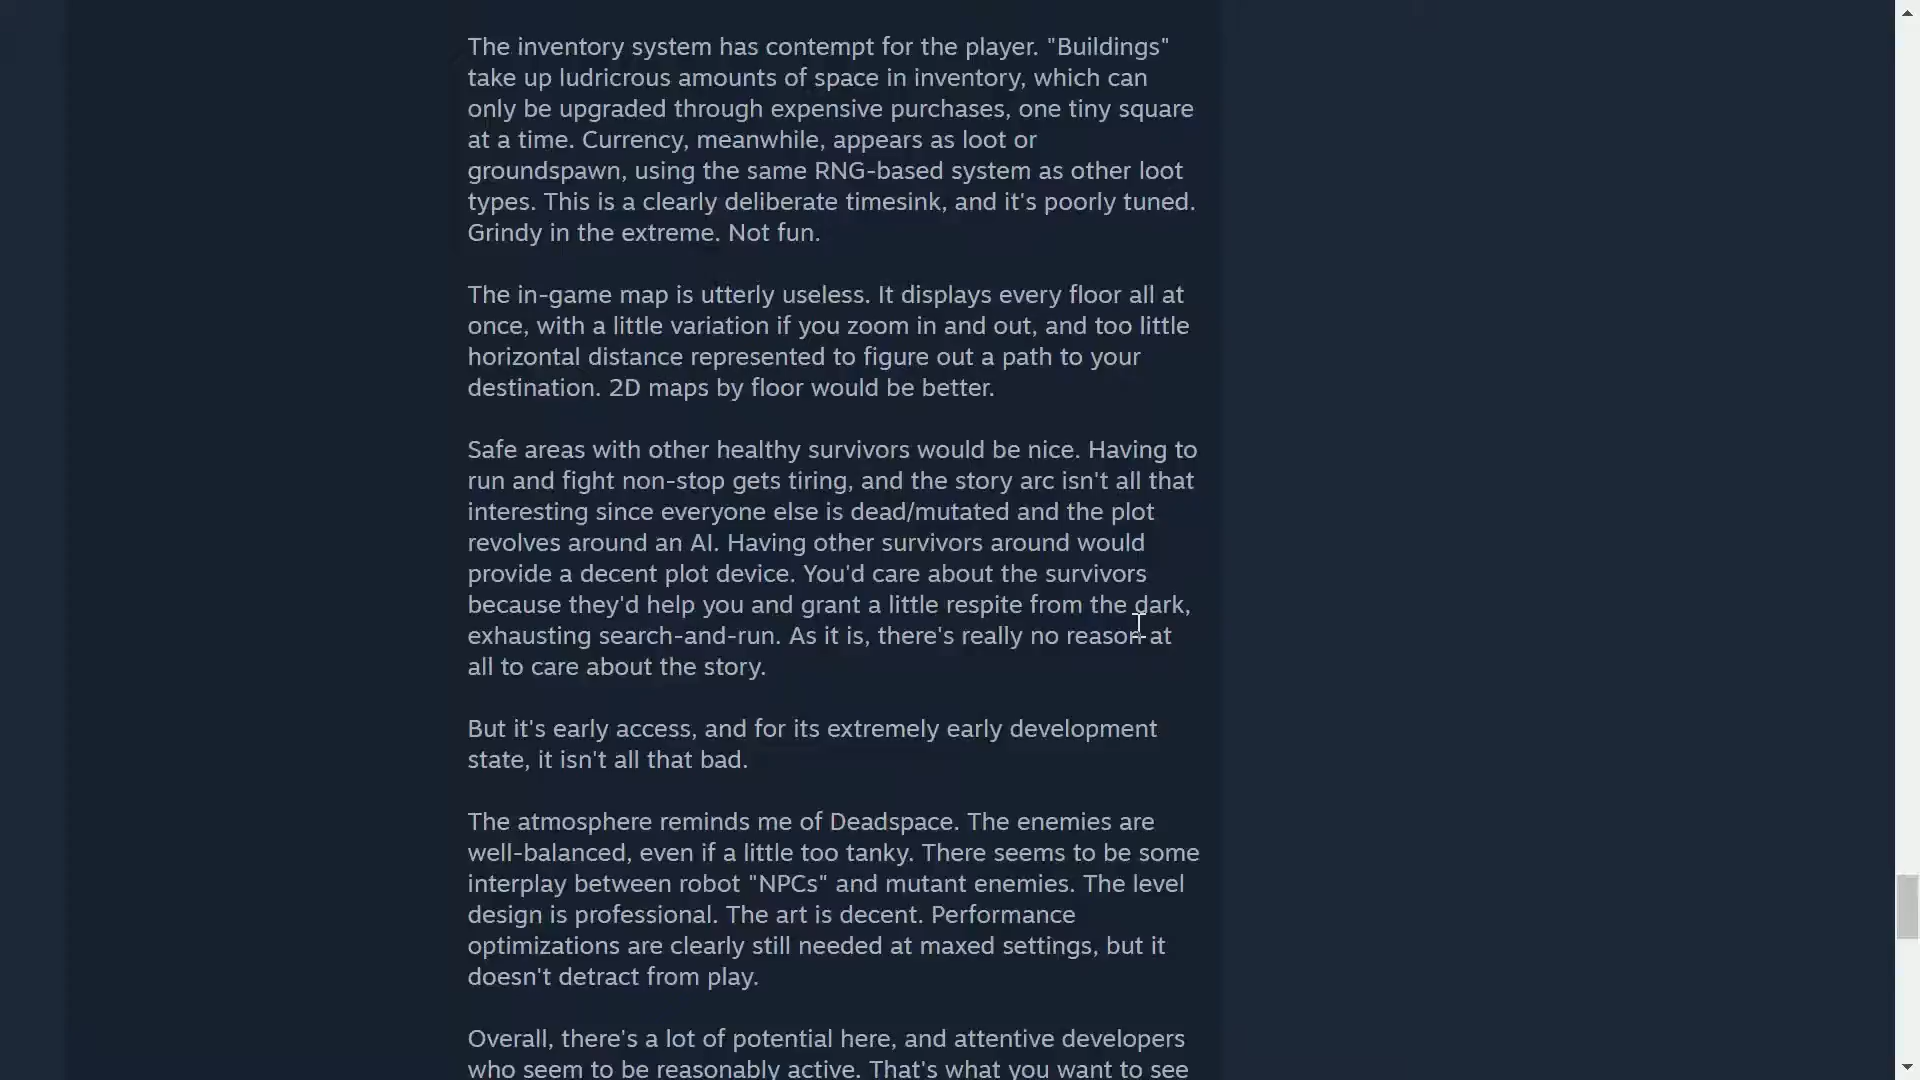 The inventory system has contempt for the player. "Buildings"
take up ludricrous amounts of space in inventory, which can
only be upgraded through expensive purchases, one tiny square
at a time. Currency, meanwhile, appears as loot or
groundspawn, using the same RNG-based system as other loot
types. This is a clearly deliberate timesink, and it's poorly tuned.
Grindy in the extreme. Not fun.
The in-game map is utterly useless. It displays every floor all at
once, with a little variation if you zoom in and out, and too little
horizontal distance represented to figure out a path to your
destination. 2D maps by floor would be better.
Safe areas with other healthy survivors would be nice. Having to
run and fight non-stop gets tiring, and the story arc isn't all that
interesting since everyone else is dead/mutated and the plot
revolves around an AI. Having other survivors around would
provide a decent plot device. You'd care about the survivors
because they'd help you and grant a little respite from the dark,
exhausting search-and-run. As it is, there's really no reason at
all to care about the story.
But it's early access, and for its extremely early development
state, it isn't all that bad.
The atmosphere reminds me of Deadspace. The enemies are
well-balanced, even if a little too tanky. There seems to be some
interplay between robot "NPCs" and mutant enemies. The level
design is professional. The art is decent. Performance
optimizations are clearly still needed at maxed settings, but it
doesn't detract from play.
Overall, there's a lot of potential here, and attentive developers
who seem to be reasonably active. That's what you want to see